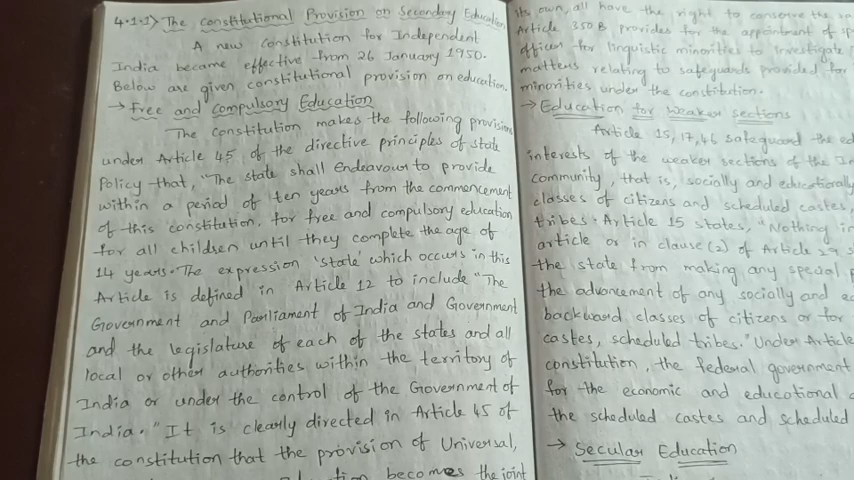 4.1.1) The constitutional Provision on Secondary Education
A new constitution for Independent
India became effective from 26 January 1950.
Below are given constitutional provision on education.
→ Free and compulsory Education
The constitution makes the following provision
under Article 45 of the directive principles of state
Policy that, "The state shall endeavour to provide
within a period of ten years from the commencement
of this constitution, for free and compulsory education
for all children until they complete the age of
14 years. The expression 'state' which occurs in this
Article is defined in Article 12 to include "The
Government and Parliament of India and Government
and the legislature of each of the states and all
local or other authorities within the territory of
India or under the control of the Government of
India." It is clearly directed in Article 45 of
the constitution that the provision of Universal,
becomes the joint
its own, all have the right to conserve the
Article 350 B provides for the appointment of
officer for linguistic minorities to investigate
matters relating to safeguards provided for
minorities under the constitution.
→ Education for weaker sections
Article 15, 17, 46 safeguard the
interests of the weaker sections of the
community, that is, socially and educationally
classes of citizens and scheduled castes,
tribes. Article 15 states, "Nothing in
article or in clause (2) of Article 29
the state from making any special
the advancement of any socially and
backward classes of citizens or for
castes, scheduled tribes." Under Article
constitution, the federal government
for the economic and educational
the scheduled castes and scheduled
→ Secular Education